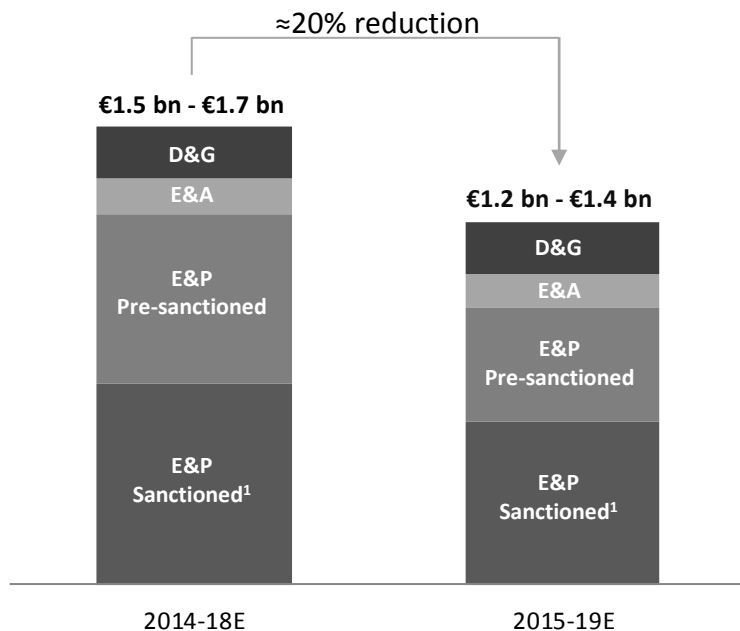 ≈20% reduction
€1.5 bn - €1.7 bn
D&G
E&A
E&P
Pre-sanctioned
E&P
Sanctioned¹
2014-18E
€1.2 bn - €1.4 bn
D&G
E&A
E&P
Pre-sanctioned
E&P
Sanctioned¹
2015-19E